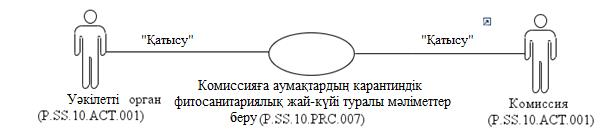 "Қатысу"
"Қатысу"
Уәкілетті орган
(P.SS.10.ACT.001)
Комиссияға аумақтардың карантиндік
фитосанитариялық жай-күйі туралы мәліметтер
беру (P.SS.10.PRC.007)
Комиссия
(P.SS.10.ACT.001)